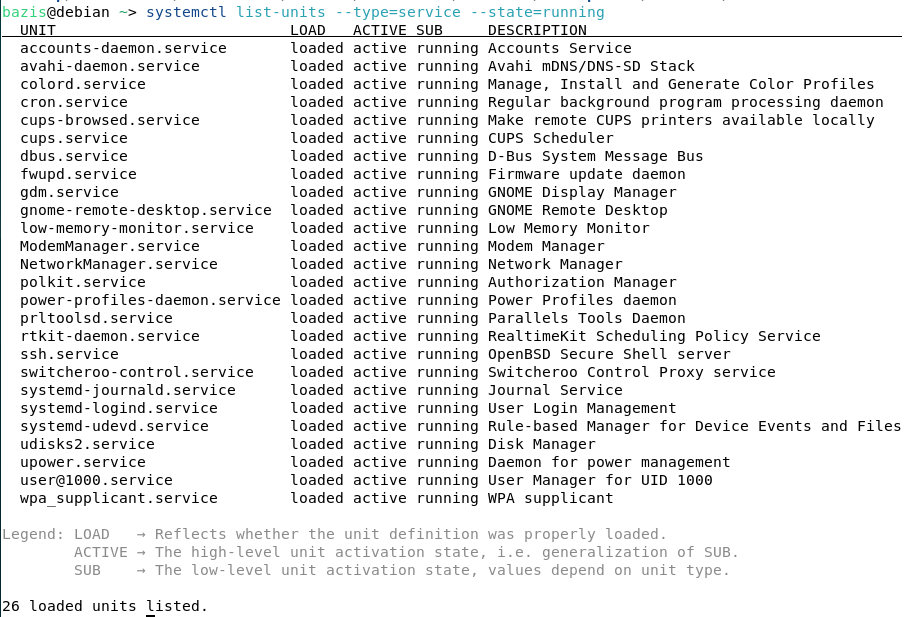 bazis@debian ~> systemctl list-units --type=service --state=running
UNIT LOAD ACTIVE SUB DESCRIPTION
accounts-daemon.service loaded active running Accounts Service
avahi-daemon.service loaded active running Avahi mDNS/DNS-SD Stack
colord.service loaded active running Manage, Install and Generate Color Profiles
cron.service loaded active running Regular background program processing daemon
cups-browsed.service loaded active running Make remote CUPS printers available locally
cups.service loaded active running CUPS Scheduler
dbus.service loaded active running D-Bus System Message Bus
fwupd.service loaded active running Firmware update daemon
gdm.service loaded active running GNOME Display Manager
gnome-remote-desktop.service loaded active running GNOME Remote Desktop
low-memory-monitor.service loaded active running Low Memory Monitor
ModemManager.service loaded active running Modem Manager
NetworkManager.service loaded active running Network Manager
polkit.service loaded active running Authorization Manager
power-profiles-daemon.service loaded active running Power Profiles daemon
prltoolsd.service loaded active running Parallels Tools Daemon
rtkit-daemon.service loaded active running RealtimeKit Scheduling Policy Service
ssh.service loaded active running OpenBSD Secure Shell server
switcheroo-control.service loaded active running Switcheroo Control Proxy service
systemd-journald.service loaded active running Journal Service
systemd-logind.service loaded active running User Login Management
systemd-udevd.service loaded active running Rule-based Manager for Device Events and Files
udisks2.service loaded active running Disk Manager
upower.service loaded active running Daemon for power management
user@1000.service loaded active running User Manager for UID 1000
wpa_supplicant.service loaded active running WPA supplicant
Legend: LOAD → Reflects whether the unit definition was properly loaded.
ACTIVE → The high-level unit activation state, i.e. generalization of SUB.
SUB → The low-level unit activation state, values depend on unit type.
26 loaded units listed.